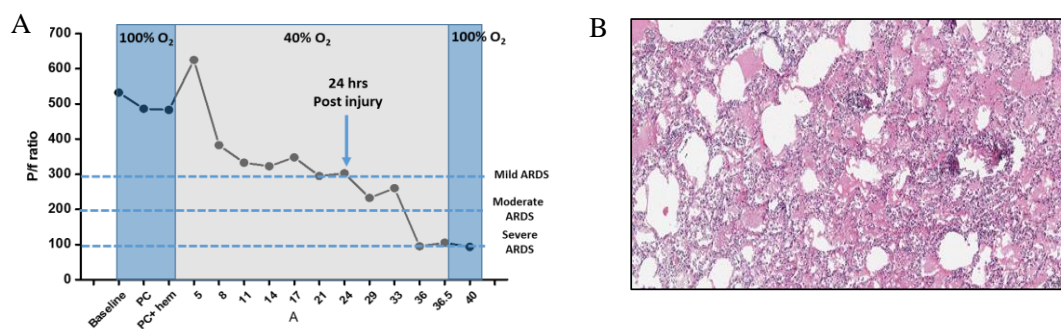 A
B
700
600
500
400
300
200
100
0
P/f ratio
100% O2
40% O2
100% O2
24 hrs
Post injury
Mild ARDS
Moderate
ARDS
Severe
ARDS
Baseline
PC
PC+ hem
5
8
11
14
17
21
24
29
33
36
36.5
40
A